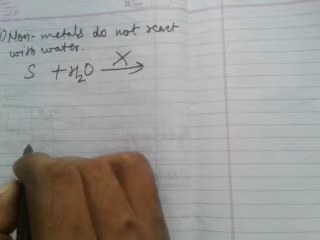 i) Non-metals do not react
with water.
S + H₂O X→